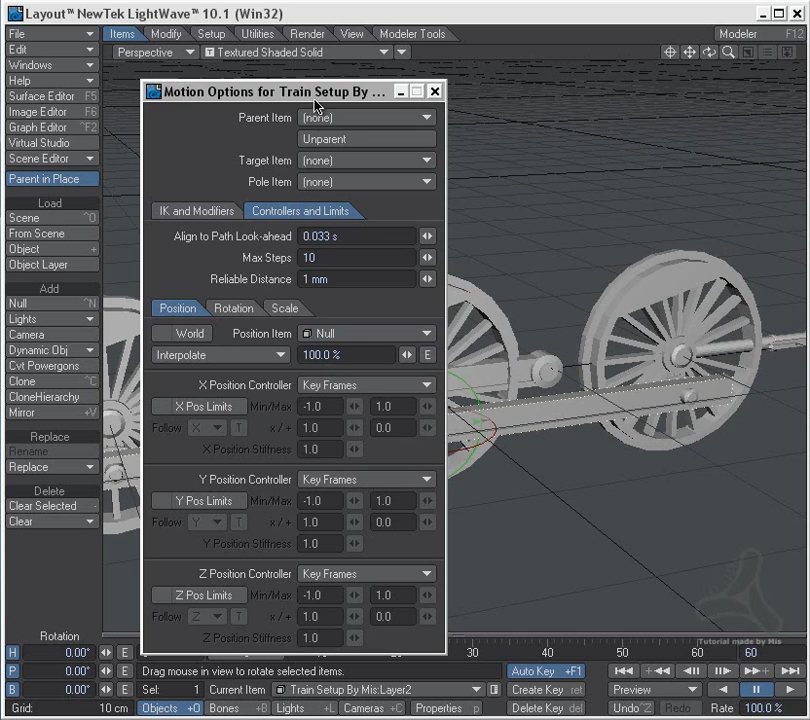 Layout™ NewTek LightWave™ 10.1 (Win32)
File Items Modify Setup Utilities Render View Modeler Tools Modeler F12
Edit Perspective Textured Shaded Solid
Windows
Help
Surface Editor F5
Image Editor F6
Graph Editor ^F2
Virtual Studio
Scene Editor
Parent in Place
Load
Scene ^O
From Scene
Object +
Object Layer
Add
Null ^N
Lights
Camera
Dynamic Obj
Cvt Powergons
Clone ^C
CloneHierarchy
Mirror +V
Replace
Rename
Replace
Delete
Clear Selected -
Clear
Motion Options for Train Setup By ...
Parent Item (none)
Unparent
Target Item (none)
Pole Item (none)
IK and Modifiers Controllers and Limits
Align to Path Look-ahead 0.033 s
Max Steps 10
Reliable Distance 1 mm
Position Rotation Scale
World Position Item Null
Interpolate 100.0 % E
X Position Controller Key Frames
X Pos Limits Min/Max -1.0 1.0
Follow X T x / + 1.0 0.0
X Position Stiffness 1.0
Y Position Controller Key Frames
Y Pos Limits Min/Max -1.0 1.0
Follow Y T x / + 1.0 0.0
Y Position Stiffness 1.0
Z Position Controller Key Frames
Z Pos Limits Min/Max -1.0 1.0
Follow Z T x / + 1.0 0.0
Z Position Stiffness 1.0
Tutorial made by Mis
Rotation
30 40 50 60 60
H 0.00° E
P 0.00° E Drag mouse in view to rotate selected items. Auto Key +F1
B 0.00° E Sel: 1 Current Item Train Setup By Mis:Layer2 Create Key ret Preview
Grid: 10 cm Objects +O Bones +B Lights +L Cameras +C Properties p Delete Key del Undo ^Z Rate 100.0 %